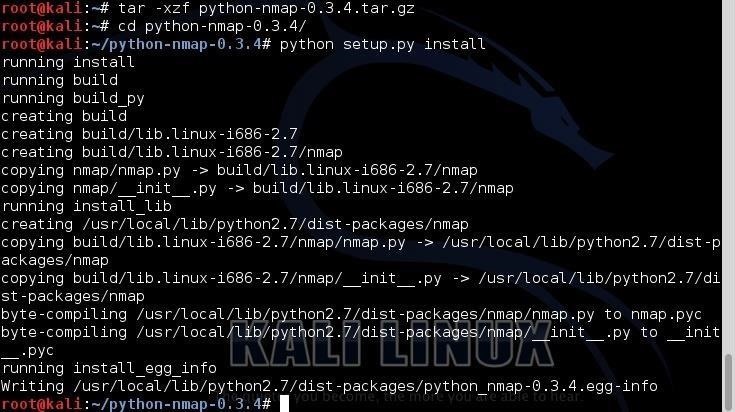 root@kali:~# tar -xzf python-nmap-0.3.4.tar.gz
root@kali:~# cd python-nmap-0.3.4/
root@kali:~/python-nmap-0.3.4# python setup.py install
running install
running build
running build_py
creating build
creating build/lib.linux-i686-2.7
creating build/lib.linux-i686-2.7/nmap
copying nmap/nmap.py -> build/lib.linux-i686-2.7/nmap
copying nmap/__init__.py -> build/lib.linux-i686-2.7/nmap
running install_lib
creating /usr/local/lib/python2.7/dist-packages/nmap
copying build/lib.linux-i686-2.7/nmap/nmap.py -> /usr/local/lib/python2.7/dist-p
ackages/nmap
copying build/lib.linux-i686-2.7/nmap/__init__.py -> /usr/local/lib/python2.7/di
st-packages/nmap
byte-compiling /usr/local/lib/python2.7/dist-packages/nmap/nmap.py to nmap.pyc
byte-compiling /usr/local/lib/python2.7/dist-packages/nmap/__init__.py to __init
__.pyc
KALI LINUX
running install_egg_info
Writing /usr/local/lib/python2.7/dist-packages/python_nmap-0.3.4.egg-info
root@kali:~/python-nmap-0.3.4#
you become, the more you are able to hear.